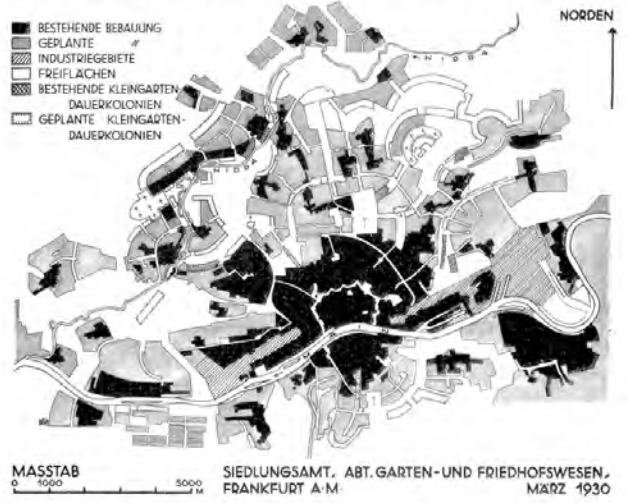 BESTEHENDE BEBAUUNG
GEPLANTE "
INDUSTRIEGEBIETE
FREIFLÄCHEN
BESTEHENDE KLEINGARTEN-
DAUERKOLONIEN
GEPLANTE KLEINGARTEN-
DAUERKOLONIEN
NORDEN
NIDDA
NIDDA
MAIN
MASSTAB
0 1000 5000 M
SIEDLUNGSAMT, ABT. GARTEN- UND FRIEDHOFSWESEN,
FRANKFURT A·M· MÄRZ 1930